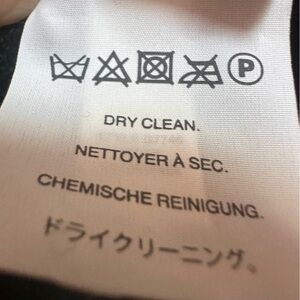 P
DRY CLEAN.
NETTOYER À SEC.
CHEMISCHE REINIGUNG.
ドライクリーニング。